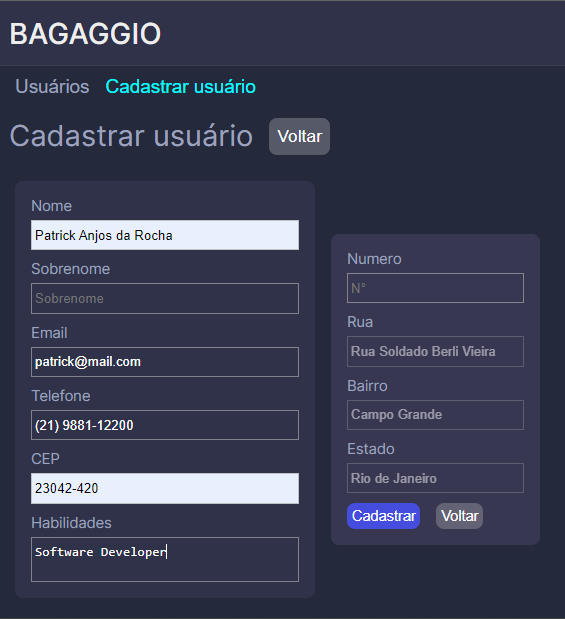 BAGAGGIO
Usuários Cadastrar usuário
Cadastrar usuário Voltar
Nome
Patrick Anjos da Rocha
Sobrenome
Sobrenome
Email
patrick@mail.com
Telefone
(21) 9881-12200
CEP
23042-420
Habilidades
Software Developer
Numero
N°
Rua
Rua Soldado Berli Vieira
Bairro
Campo Grande
Estado
Rio de Janeiro
Cadastrar Voltar